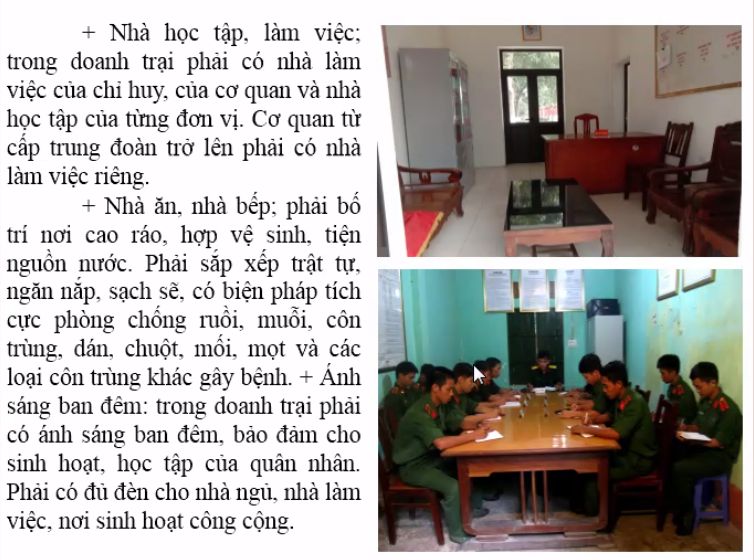 + Nhà học tập, làm việc;
trong doanh trại phải có nhà làm
việc của chỉ huy, của cơ quan và nhà
học tập của từng đơn vị. Cơ quan từ
cấp trung đoàn trở lên phải có nhà
làm việc riêng.
+ Nhà ăn, nhà bếp; phải bố
trí nơi cao ráo, hợp vệ sinh, tiện
nguồn nước. Phải sắp xếp trật tự,
ngăn nắp, sạch sẽ, có biện pháp tích
cực phòng chống ruồi, muỗi, côn
trùng, dán, chuột, mối, mọt và các
loại côn trùng khác gây bệnh. + Ánh
sáng ban đêm: trong doanh trại phải
có ánh sáng ban đêm, bảo đảm cho
sinh hoạt, học tập của quân nhân.
Phải có đủ đèn cho nhà ngủ, nhà làm
việc, nơi sinh hoạt công cộng.